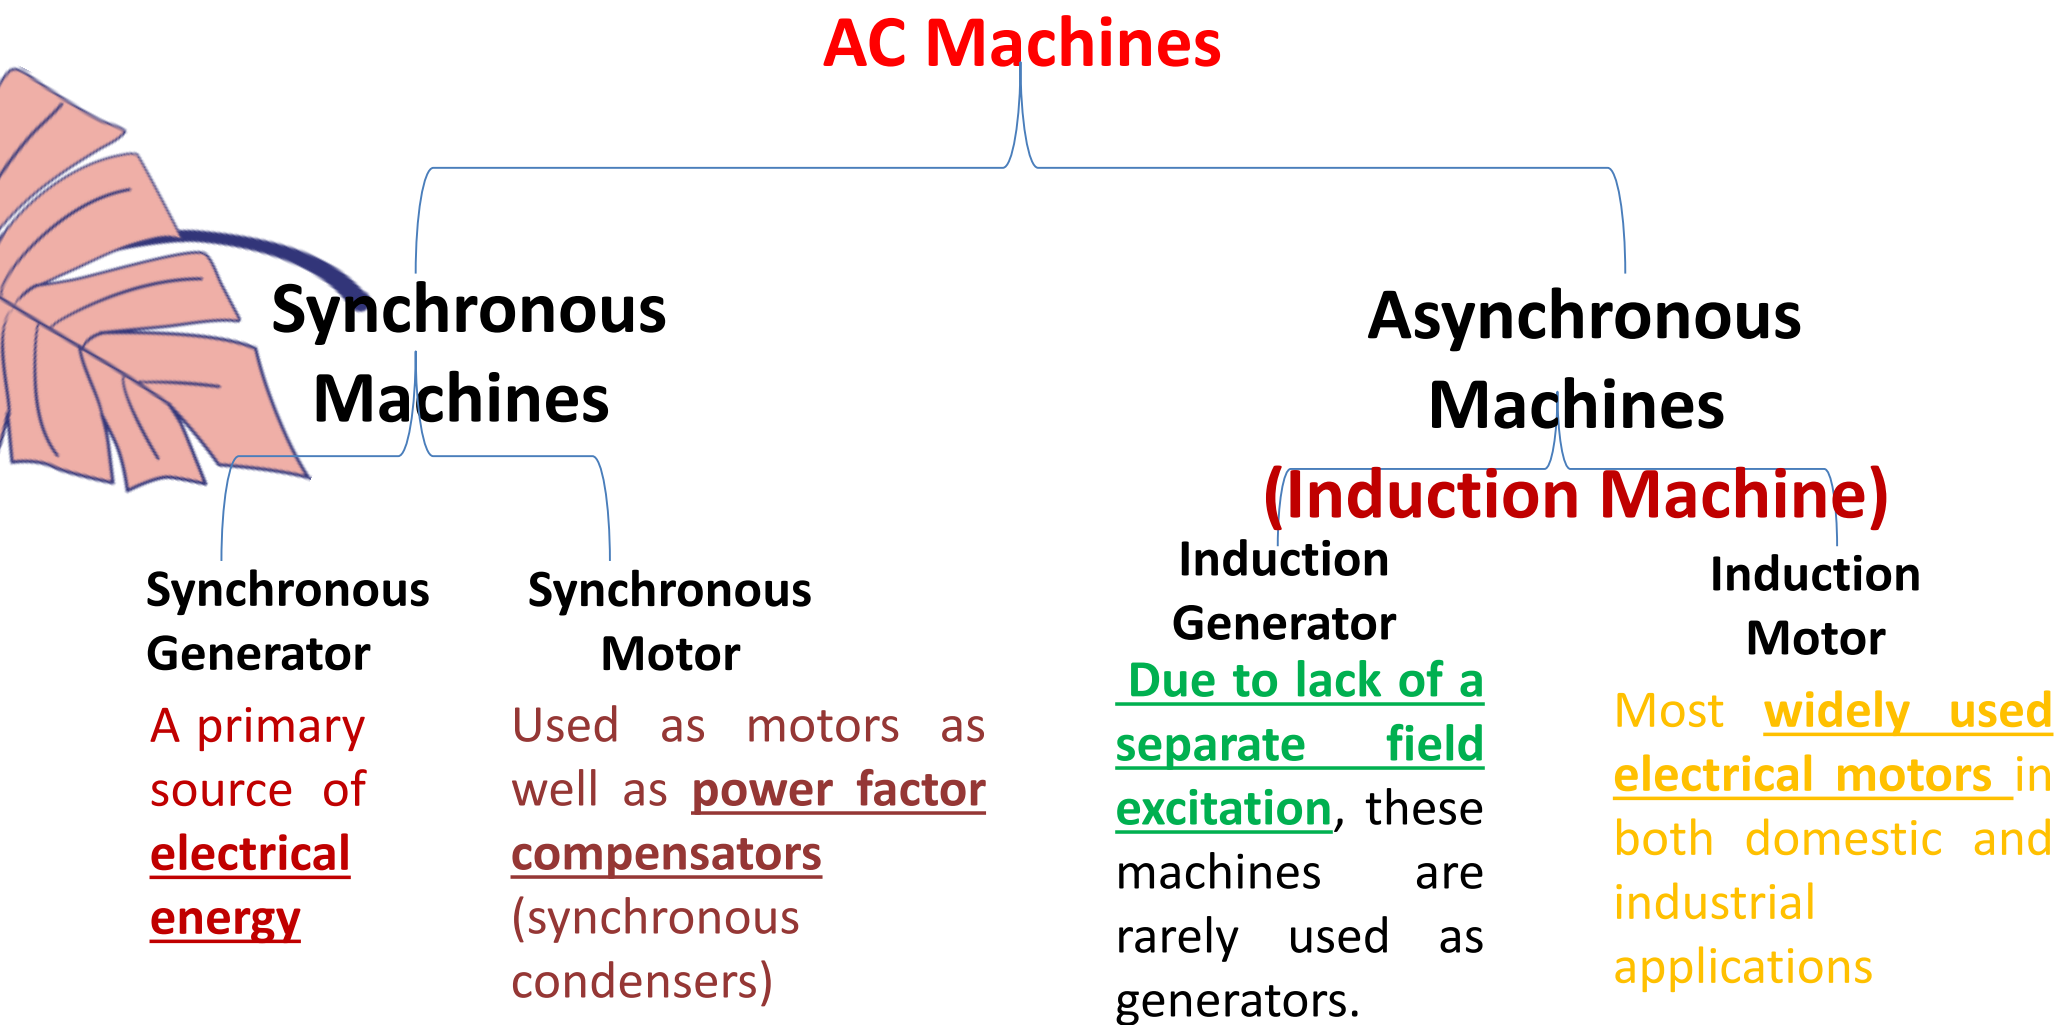 AC Machines
Synchronous
Machines
Asynchronous
Machines
(Induction Machine)
Synchronous
Generator
A primary
source of
electrical
energy
Synchronous
Motor
Used as motors as
well as power factor
compensators
(synchronous
condensers)
Induction
Generator
Due to lack of a
separate field
excitation, these
machines are
rarely used as
generators.
Induction
Motor
Most widely used
electrical motors in
both domestic and
industrial
applications